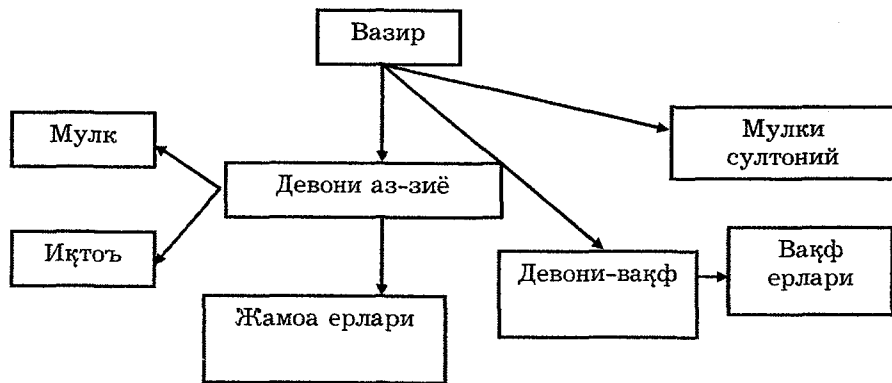 Вазир
Мулк
Мулки
султоний
Девони аз-зиё
Иқтоъ
Девони-вақф
Вақф
ерлари
Жамоа ерлари